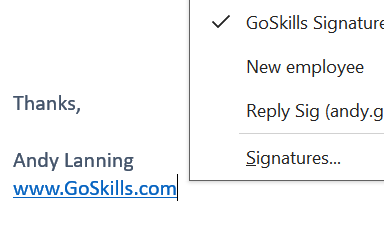 GoSkills Signature
New employee
Reply Sig (andy.g
Signatures...
Thanks,
Andy Lanning
www.GoSkills.com